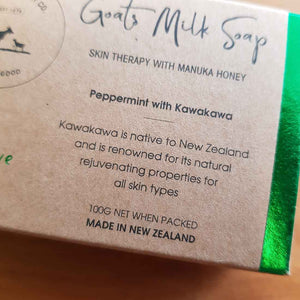 Goats Milk Soap
SKIN THERAPY WITH MANUKA HONEY
Peppermint with Kawakawa
Kawakawa is native to New Zealand
and is renowned for its natural
rejuvenating properties for
all skin types
100G NET WHEN PACKED
MADE IN NEW ZEALAND